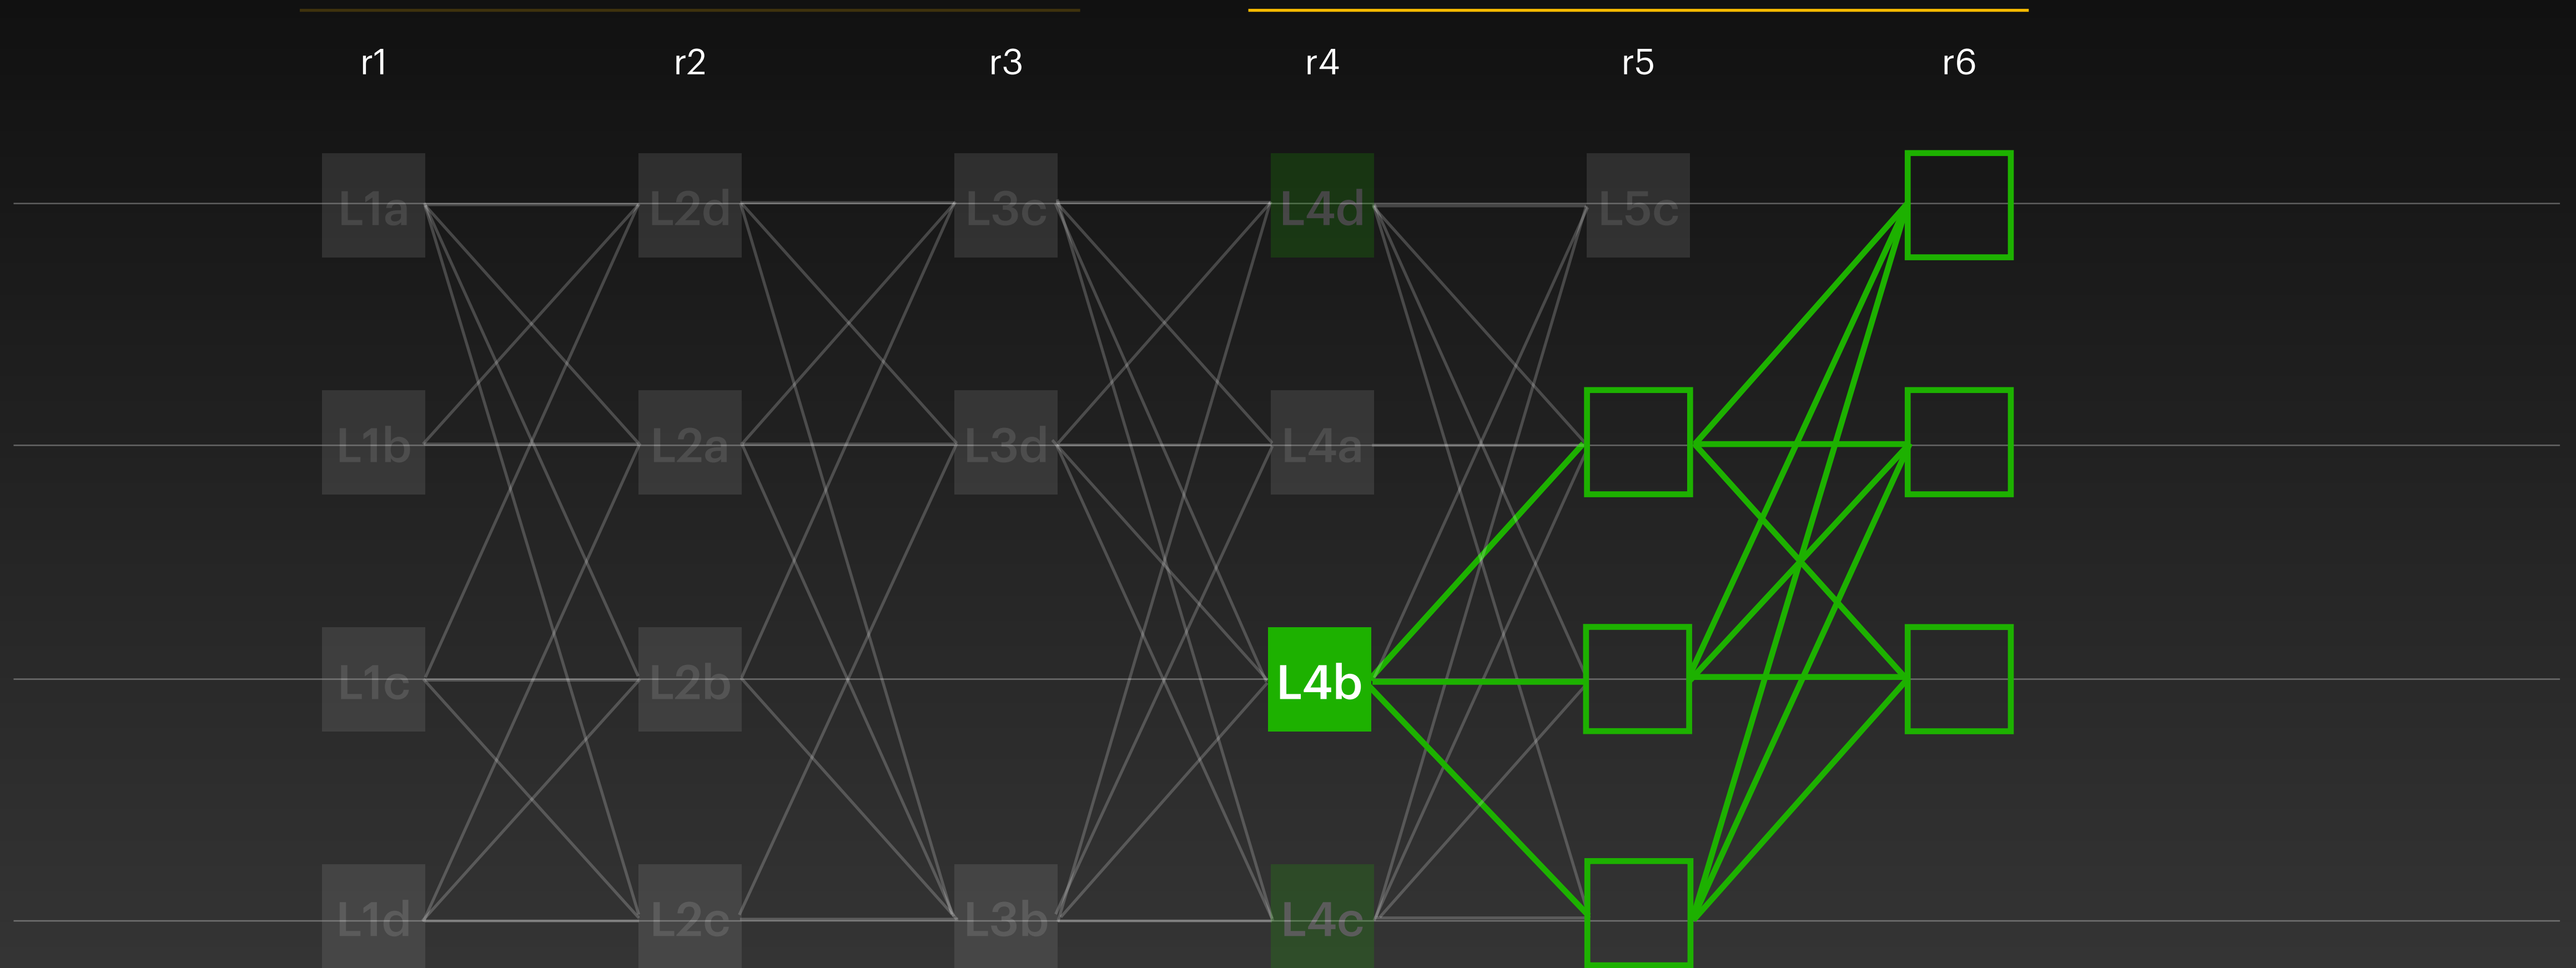 r1 r2 r3 r4 r5 r6
L1a L2d L3c L4d L5c
L1b L2a L3d L4a
L1c L2b L4b
L1d L2c L3b L4c